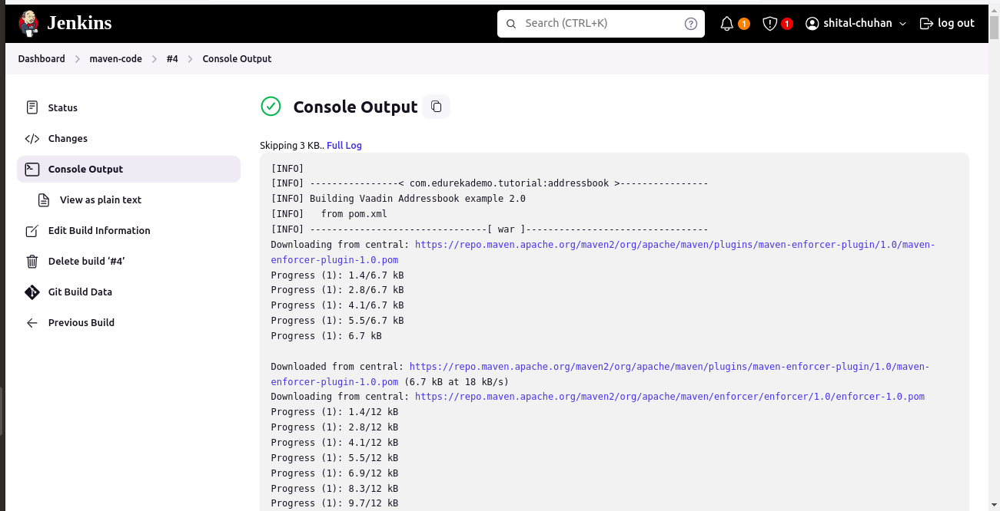 Jenkins
Search (CTRL+K)
?
1
1
shital-chuhan
log out
Dashboard > maven-code > #4 > Console Output
Status
Changes
Console Output
View as plain text
Edit Build Information
Delete build ‘#4’
Git Build Data
Previous Build
Console Output
Skipping 3 KB.. Full Log
[INFO]
[INFO] ----------------< com.edurekademo.tutorial:addressbook >----------------
[INFO] Building Vaadin Addressbook example 2.0
[INFO]   from pom.xml
[INFO] --------------------------------[ war ]---------------------------------
Downloading from central: https://repo.maven.apache.org/maven2/org/apache/maven/plugins/maven-enforcer-plugin/1.0/maven-
enforcer-plugin-1.0.pom
Progress (1): 1.4/6.7 kB
Progress (1): 2.8/6.7 kB
Progress (1): 4.1/6.7 kB
Progress (1): 5.5/6.7 kB
Progress (1): 6.7 kB
Downloaded from central: https://repo.maven.apache.org/maven2/org/apache/maven/plugins/maven-enforcer-plugin/1.0/maven-
enforcer-plugin-1.0.pom (6.7 kB at 18 kB/s)
Downloading from central: https://repo.maven.apache.org/maven2/org/apache/maven/enforcer/enforcer/1.0/enforcer-1.0.pom
Progress (1): 1.4/12 kB
Progress (1): 2.8/12 kB
Progress (1): 4.1/12 kB
Progress (1): 5.5/12 kB
Progress (1): 6.9/12 kB
Progress (1): 8.3/12 kB
Progress (1): 9.7/12 kB